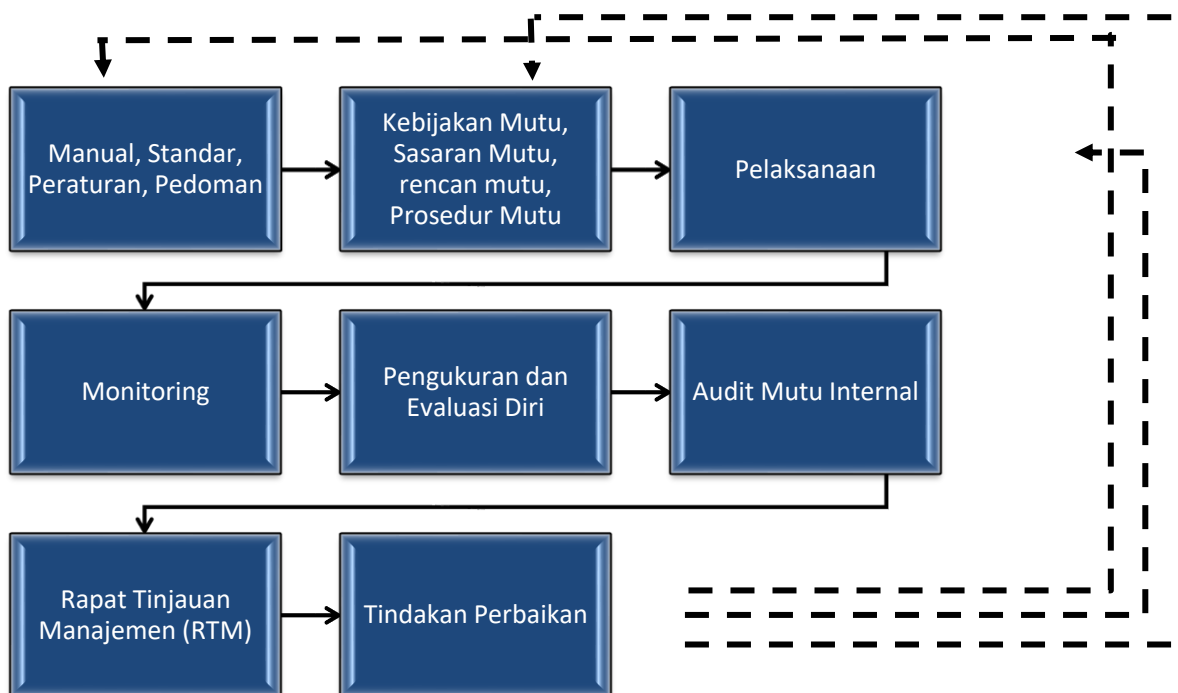 Manual, Standar,
Peraturan, Pedoman
Kebijakan Mutu,
Sasaran Mutu,
rencan mutu,
Prosedur Mutu
Pelaksanaan
Monitoring
Pengukuran dan
Evaluasi Diri
Audit Mutu Internal
Rapat Tinjauan
Manajemen (RTM)
Tindakan Perbaikan